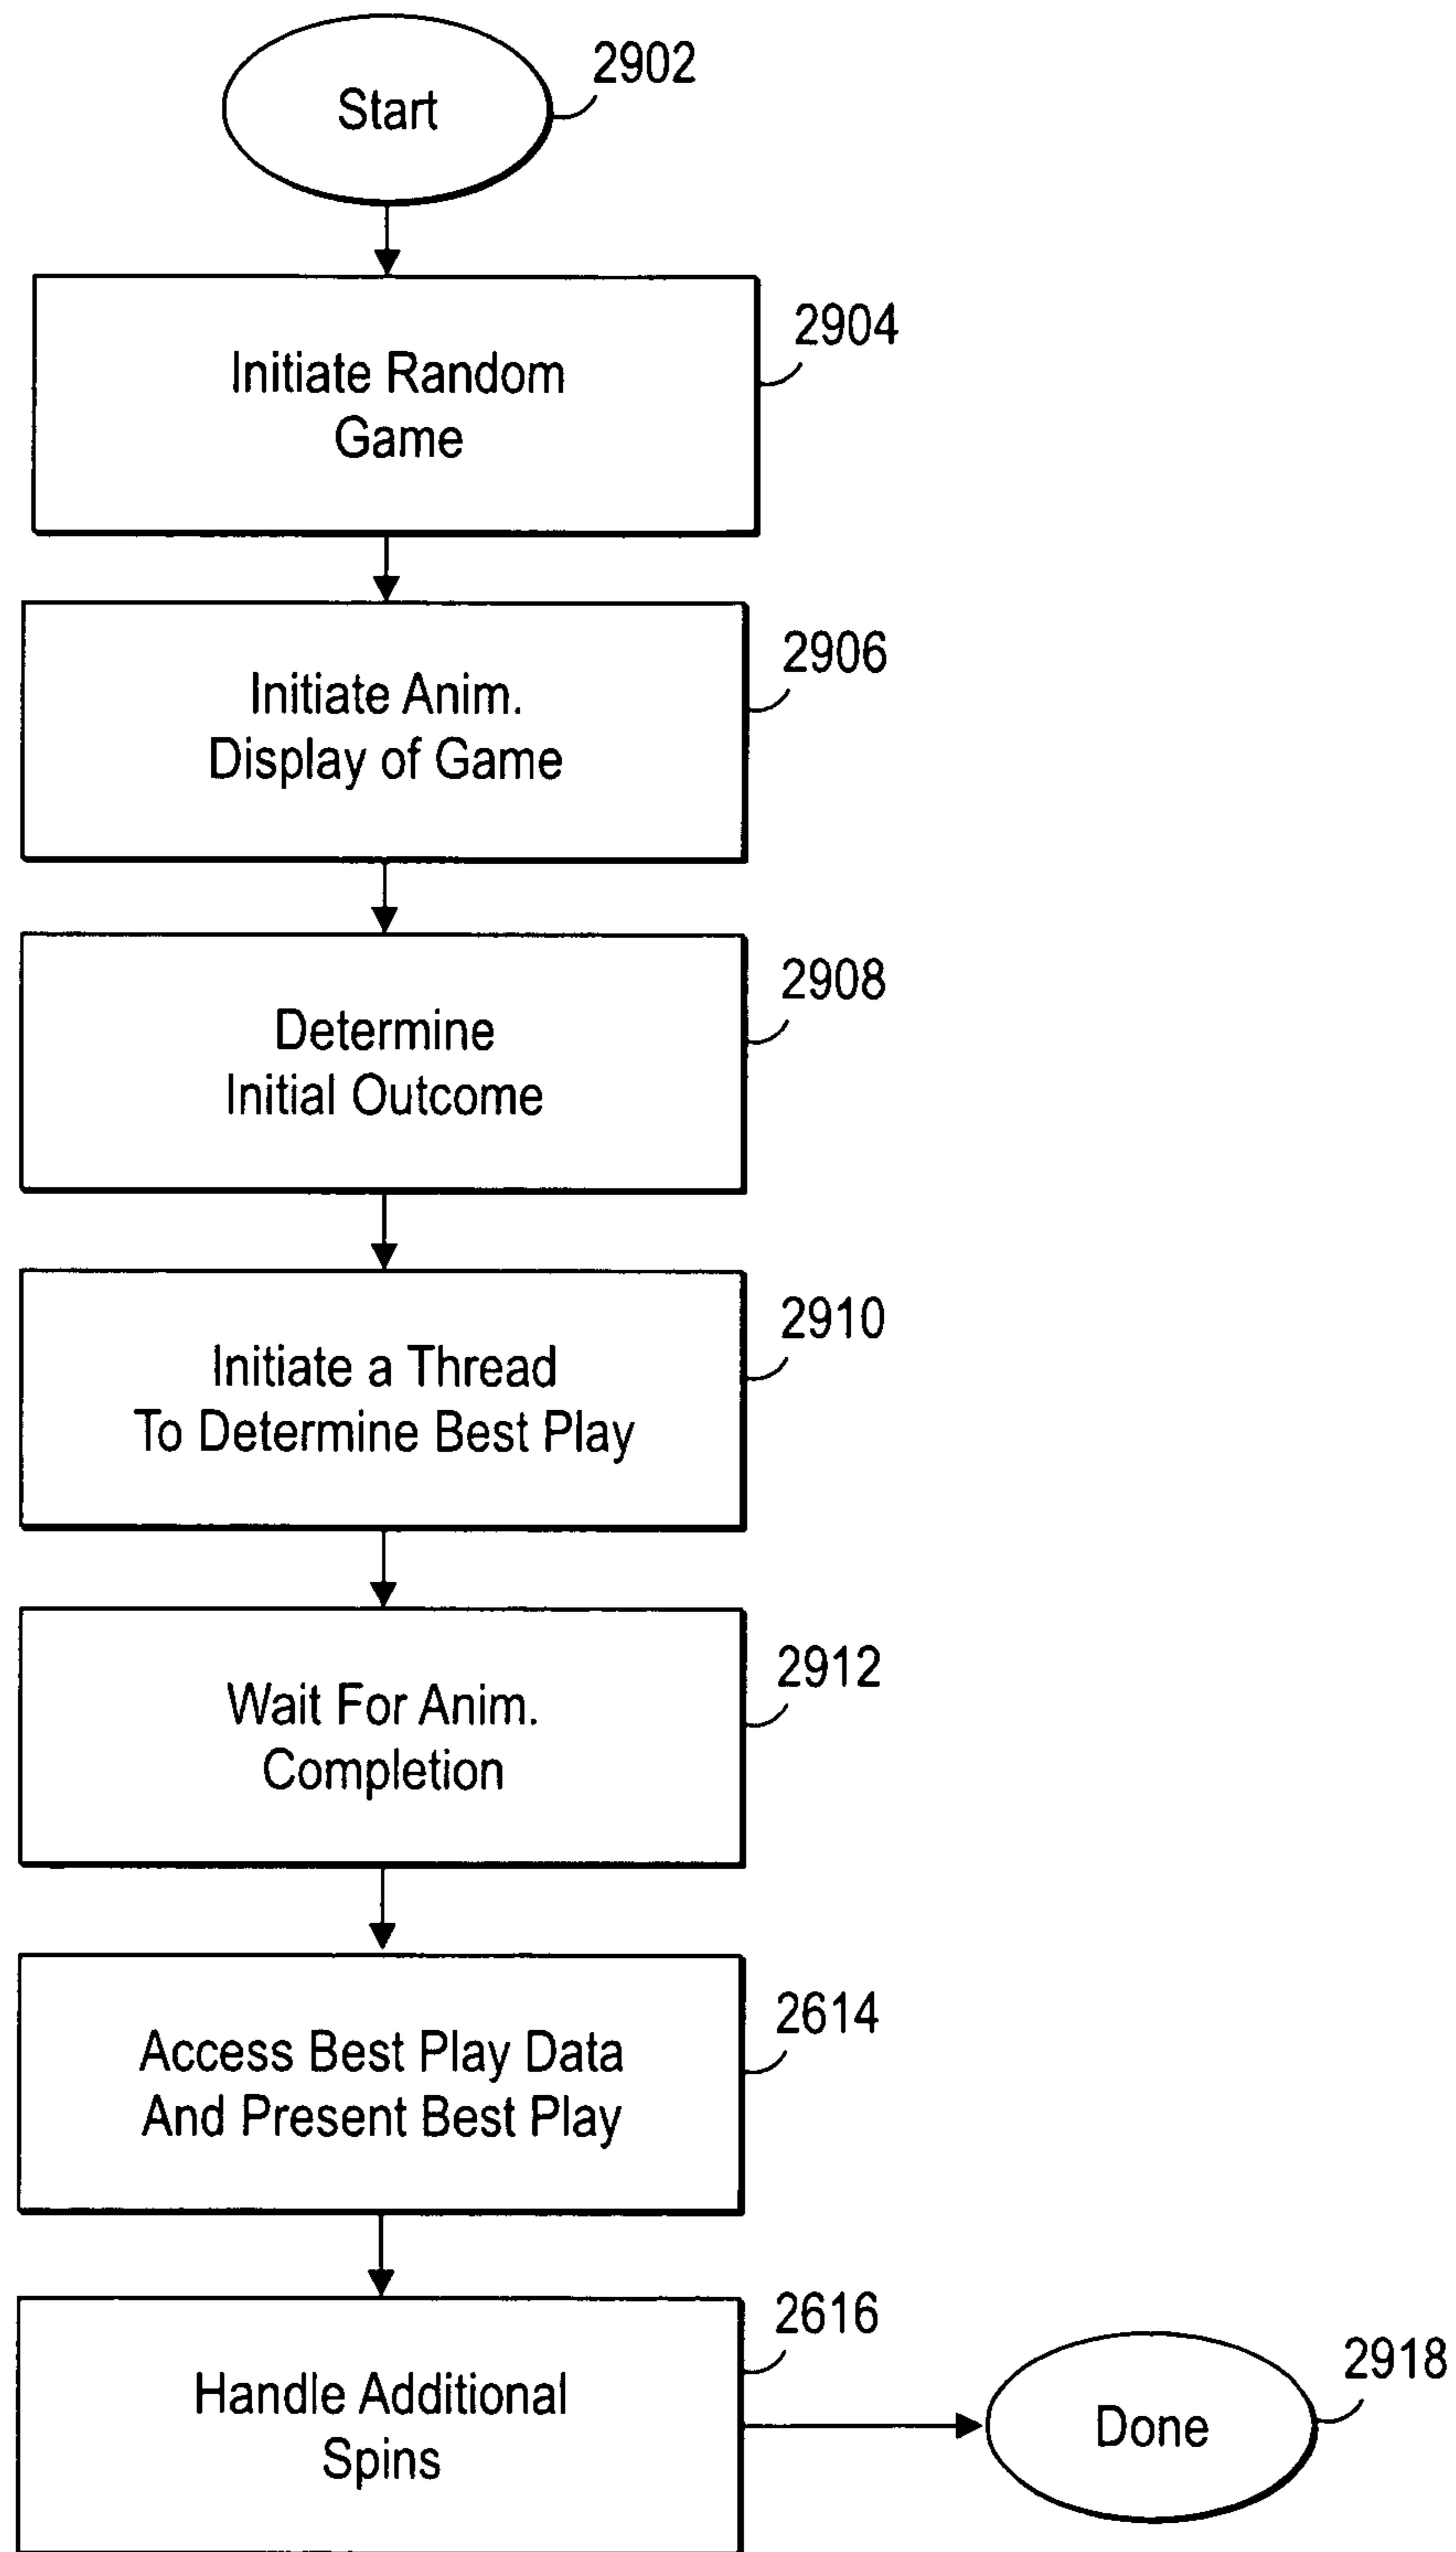 Start
2902
Initiate Random
Game
2904
Initiate Anim.
Display of Game
2906
Determine
Initial Outcome
2908
Initiate a Thread
To Determine Best Play
2910
Wait For Anim.
Completion
2912
Access Best Play Data
And Present Best Play
2614
Handle Additional
Spins
2616
Done
2918